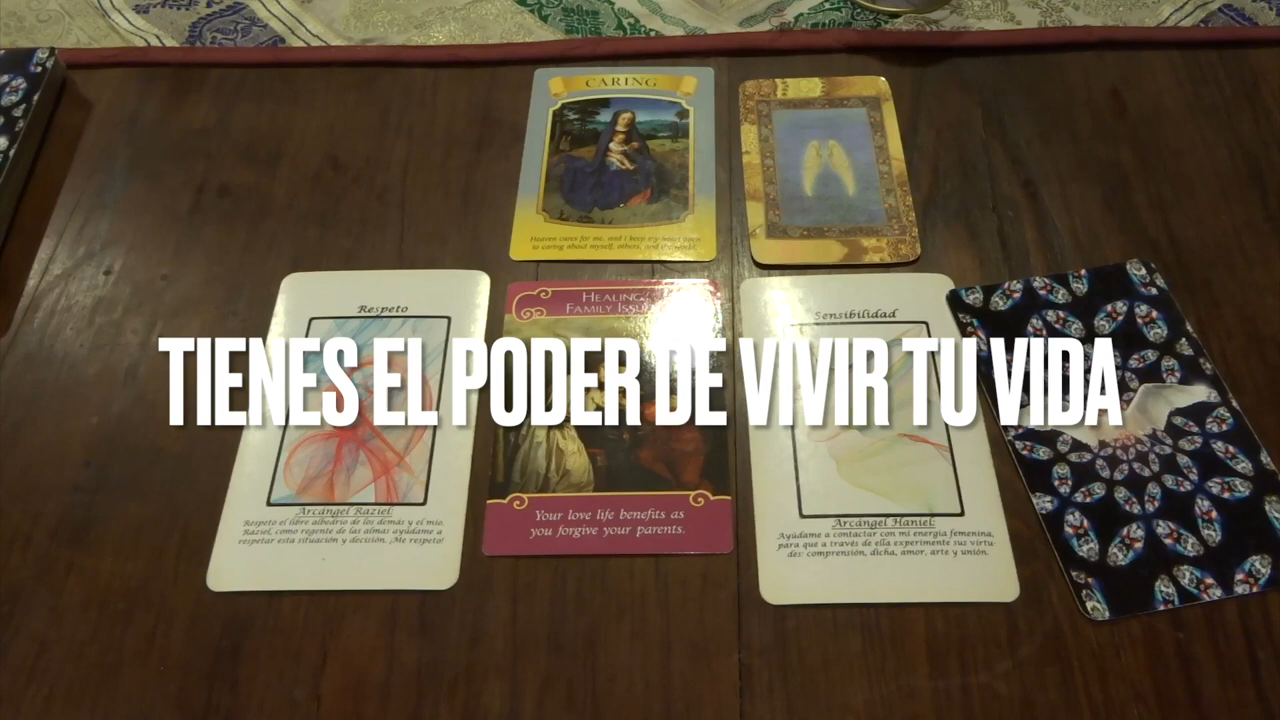 CARING
Heaven cares for me, and I keep my heart open
to caring about myself, others, and the world.
Respeto
HEALING
FAMILY
Sensibilidad
TIENES EL PODER DE VIVIR TU VIDA
Arcángel Raziel:
Respeto el libre albedrío de los demás y el mío.
Raziel, como regente de las almas ayúdame a
respetar esta situación y decisión. ¡Me respeto!
Your love life benefits as
you forgive your parents.
Arcángel Haniel:
Ayúdame a contactar con mi energía femenina,
para que a través de ella experimente sus virtu-
des: comprensión, dicha, amor, arte y unión.